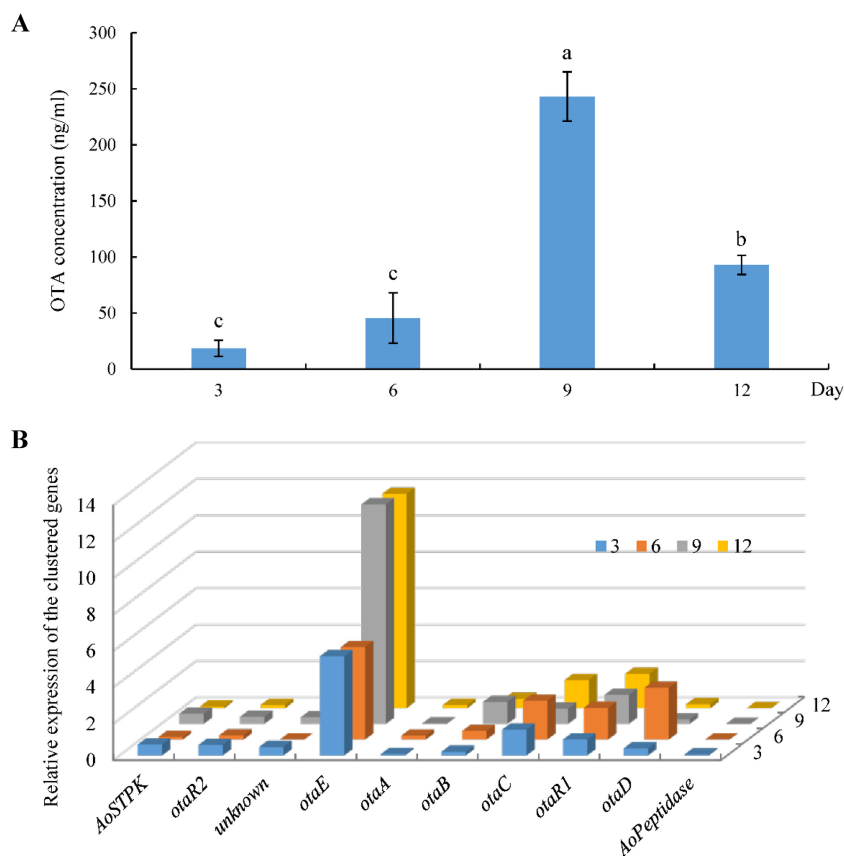 A
OTA concentration (ng/ml)
300
250
200
150
100
50
0
c
c
a
b
3
6
9
12
Day
B
Relative expression of the clustered genes
14
12
10
8
6
4
2
0
3 6 9 12
12
9
6
3
AoSTPK
otaR2
unknown
otaE
otaA
otaB
otaC
otaR1
otaD
AoPeptidase